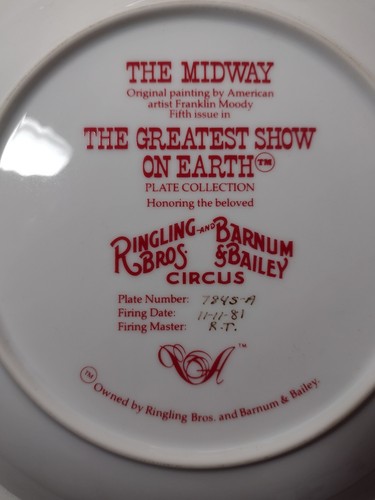 THE MIDWAY
Original painting by American
artist Franklin Moody
Fifth issue in
THE GREATEST SHOW
ON EARTH™
PLATE COLLECTION
Honoring the beloved
RINGLING AND BARNUM
BROS. & BAILEY
CIRCUS
Plate Number: 7245-A
Firing Date: 11-11-81
Firing Master: R.T.
™
™ Owned by Ringling Bros. and Barnum & Bailey.